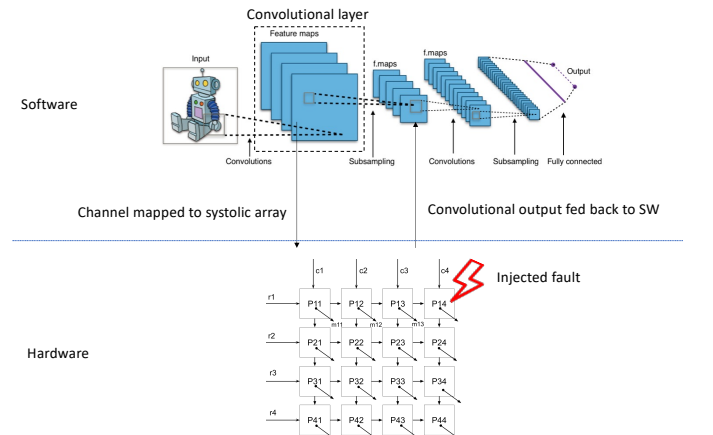 Convolutional layer
Feature maps
Input
f.maps
f.maps
Output
Software
Convolutions
Subsampling
Convolutions
Subsampling
Fully connected
Channel mapped to systolic array
Convolutional output fed back to SW
c1
c2
c3
c4
Injected fault
r1
P11
P12
P13
P14
m11
m12
m13
r2
P21
P22
P23
P24
Hardware
r3
P31
P32
P33
P34
r4
P41
P42
P43
P44